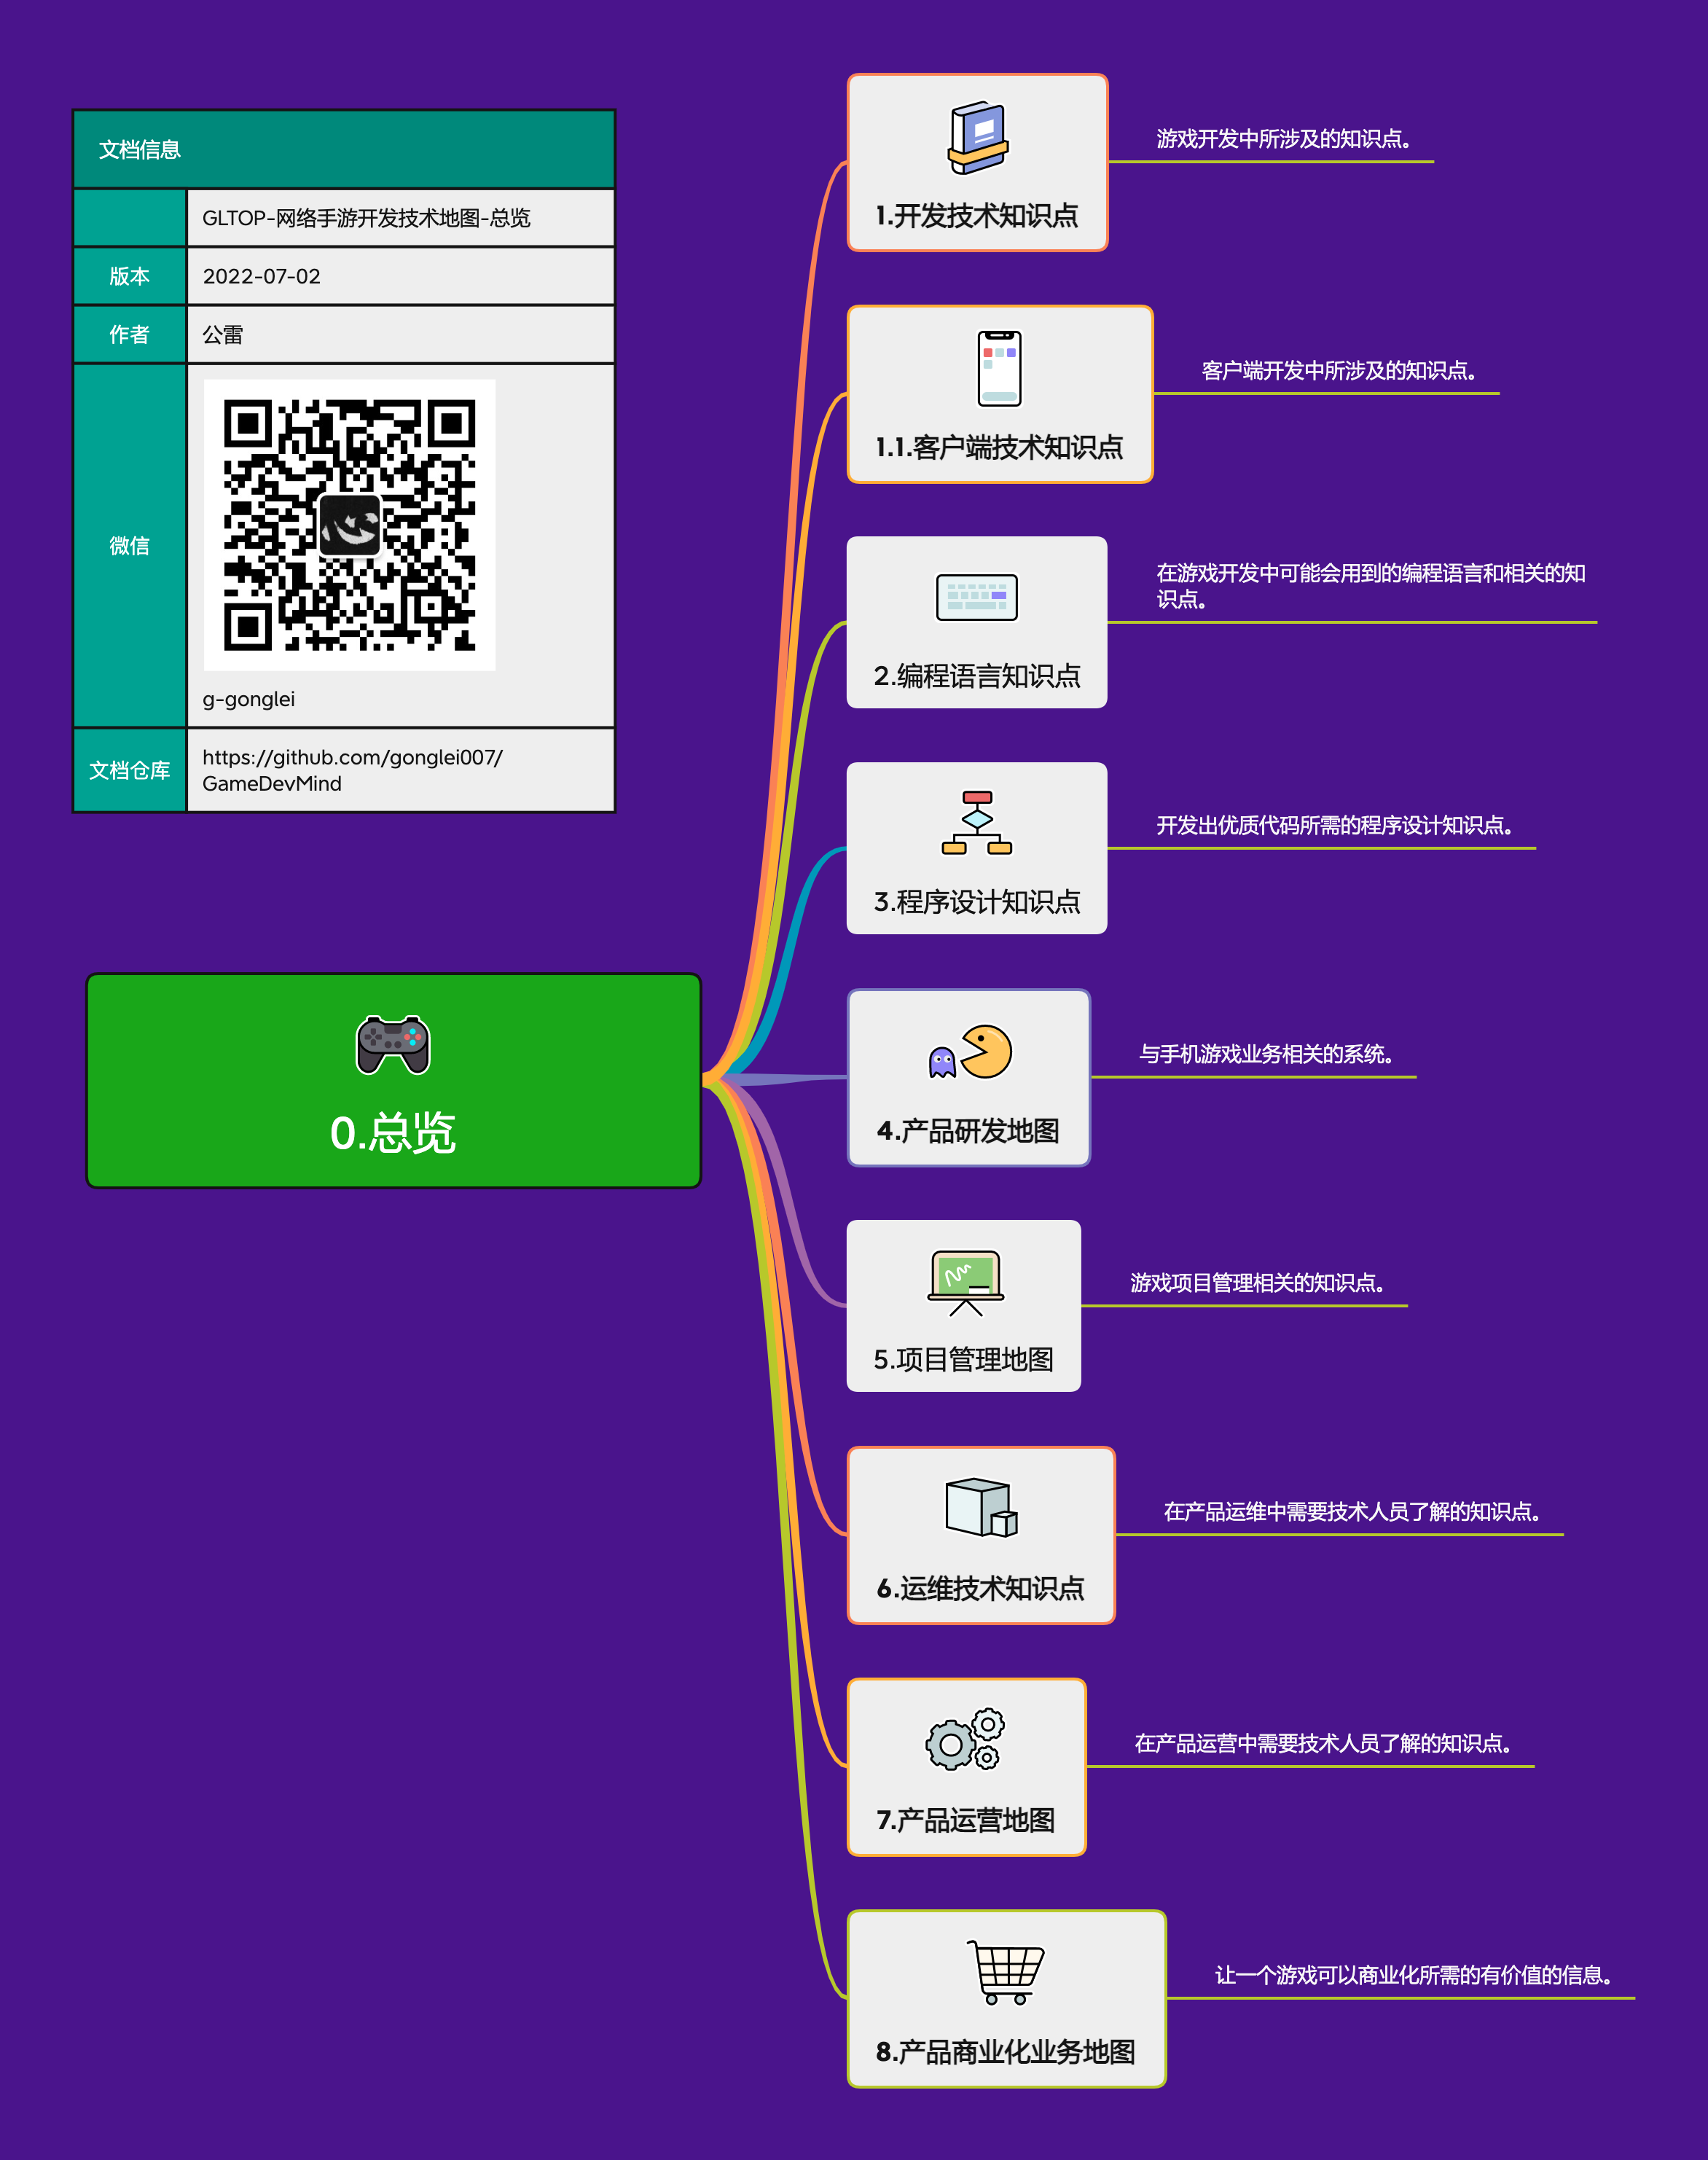 文档信息
GLTOP-网络手游开发技术地图-总览
版本
2022-07-02
作者
公雷
微信
g-gonglei
文档仓库
https://github.com/gonglei007/
GameDevMind
0.总览
1.开发技术知识点
游戏开发中所涉及的知识点。
1.1.客户端技术知识点
客户端开发中所涉及的知识点。
2.编程语言知识点
在游戏开发中可能会用到的编程语言和相关的知
识点。
3.程序设计知识点
开发出优质代码所需的程序设计知识点。
4.产品研发地图
与手机游戏业务相关的系统。
5.项目管理地图
游戏项目管理相关的知识点。
6.运维技术知识点
在产品运维中需要技术人员了解的知识点。
7.产品运营地图
在产品运营中需要技术人员了解的知识点。
8.产品商业化业务地图
让一个游戏可以商业化所需的有价值的信息。